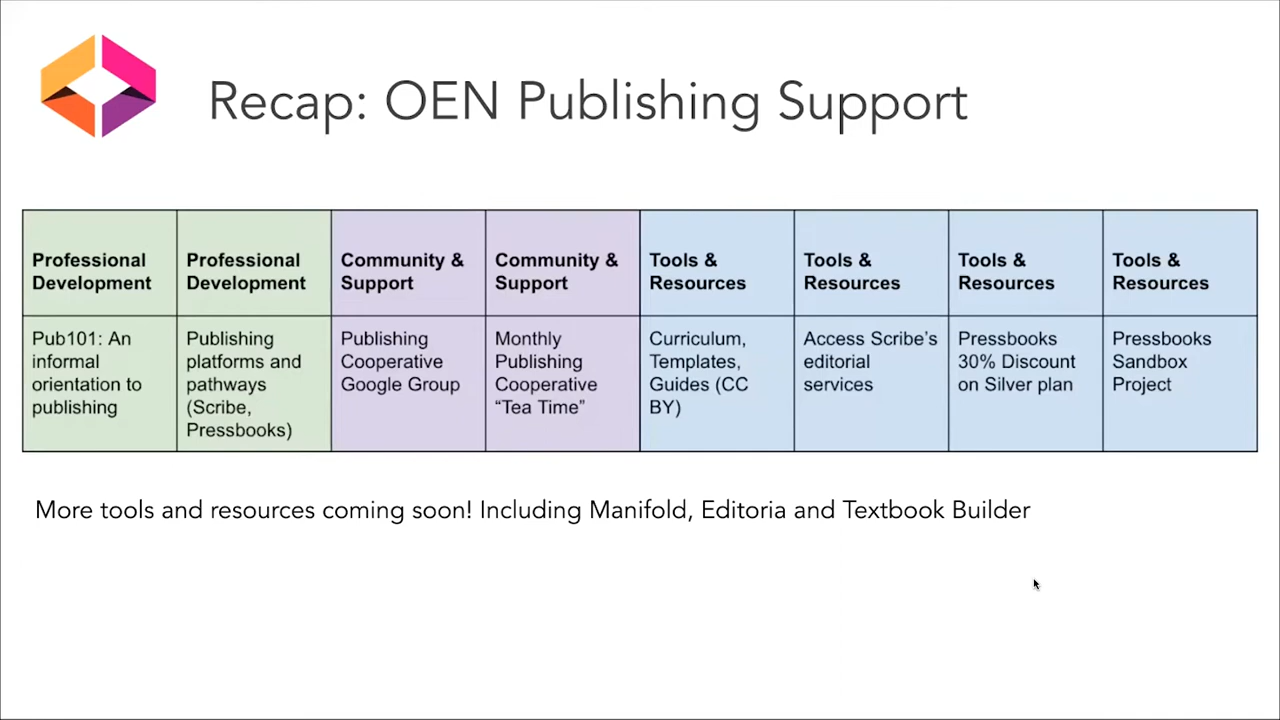 Recap: OEN Publishing Support
Professional
Development
Professional
Development
Community &
Support
Community &
Support
Tools &
Resources
Tools &
Resources
Tools &
Resources
Tools &
Resources
Pub101: An
informal
orientation to
publishing
Publishing
platforms and
pathways
(Scribe,
Pressbooks)
Publishing
Cooperative
Google Group
Monthly
Publishing
Cooperative
“Tea Time”
Curriculum,
Templates,
Guides (CC
BY)
Access Scribe’s
editorial
services
Pressbooks
30% Discount
on Silver plan
Pressbooks
Sandbox
Project
More tools and resources coming soon! Including Manifold, Editoria and Textbook Builder